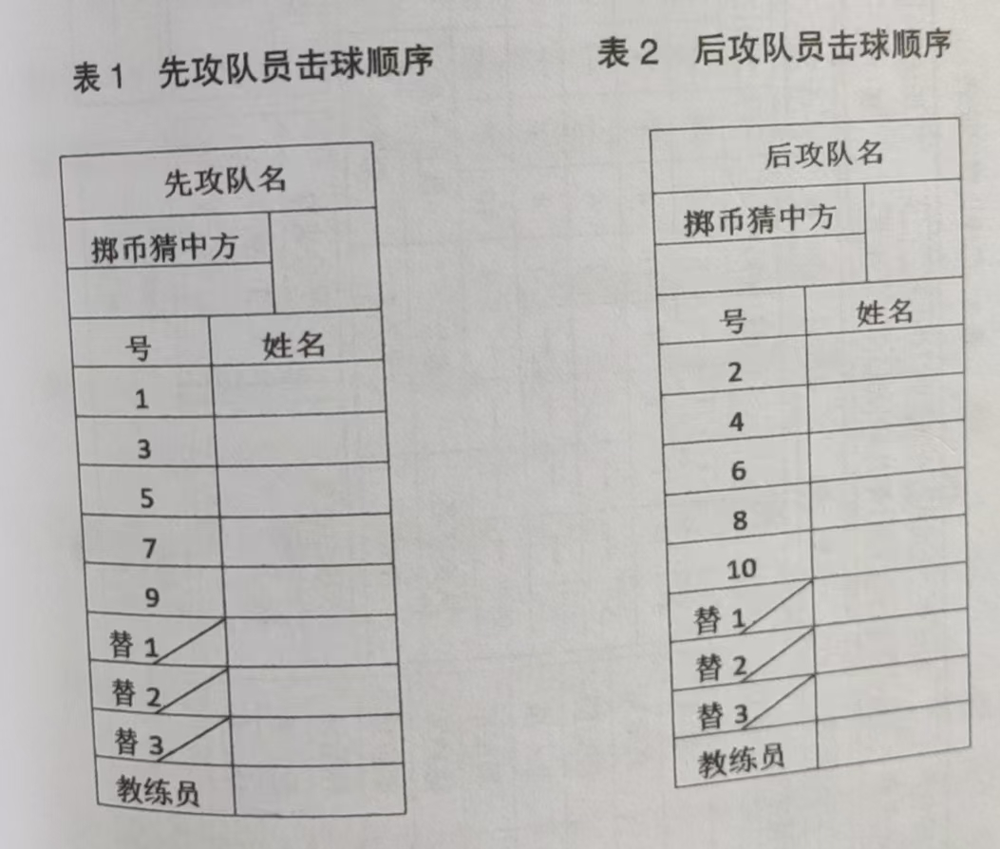 表1 先攻队员击球顺序
先攻队名
掷币猜中方
号 姓名
1
3
5
7
9
替1
替2
替3
教练员
表2 后攻队员击球顺序
后攻队名
掷币猜中方
号 姓名
2
4
6
8
10
替1
替2
替3
教练员